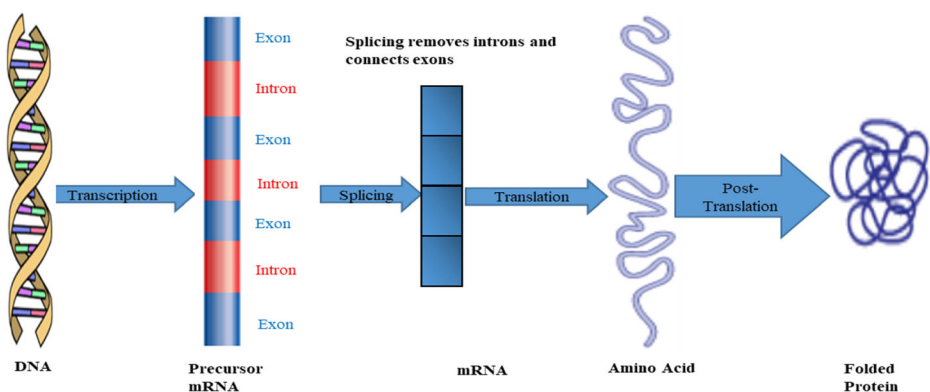 Exon
Intron
Exon
Intron
Exon
Intron
Exon
Splicing removes introns and
connects exons
Transcription
Splicing
Translation
Post-
Translation
DNA
Precursor
mRNA
mRNA
Amino Acid
Folded
Protein